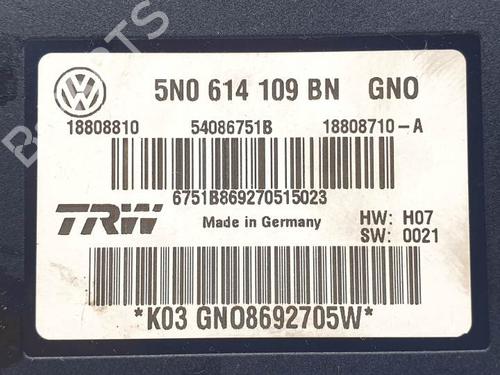 5N0 614 109 BN GNO
18808810 54086751B 18808710-A
6751B869270515023
TRW Made in Germany HW: H07
SW: 0021
*K03 GNO8692705W*